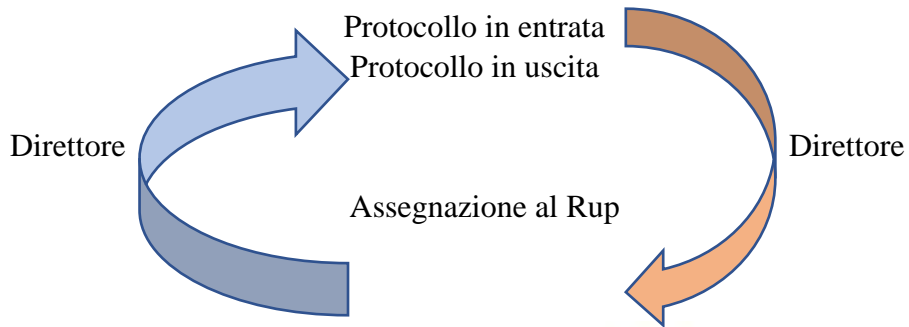 Protocollo in entrata
Protocollo in uscita
Direttore
Direttore
Assegnazione al Rup